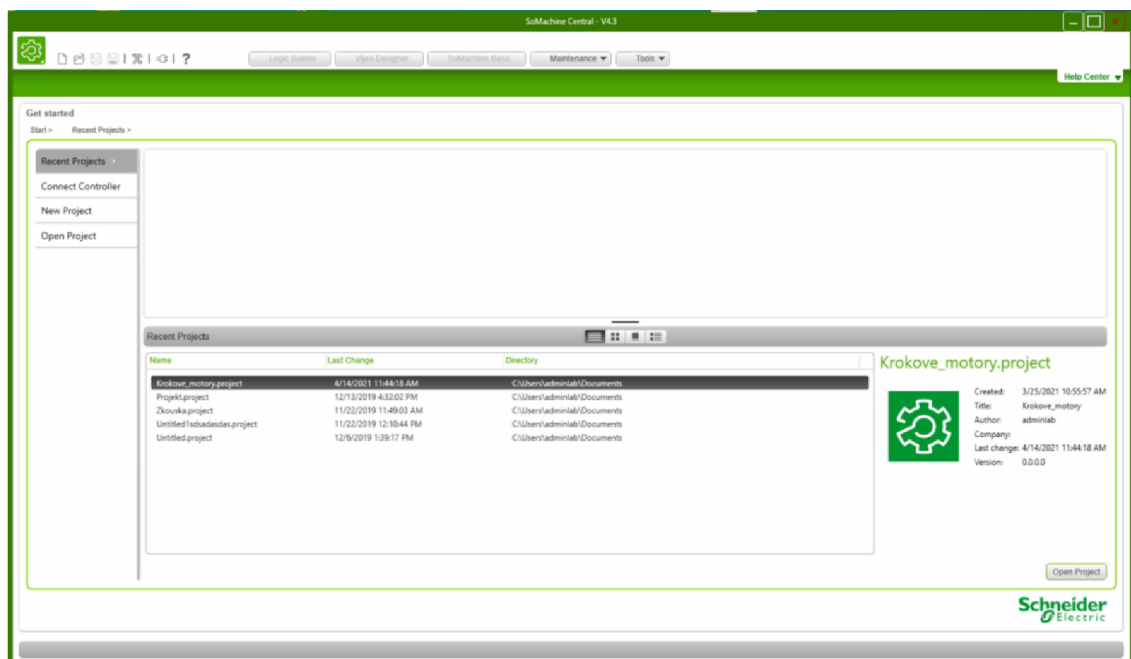 SoMachine Central - V4.3
? Logic Builder Vijeo-Designer SoMachine Basic Maintenance Tools
Help Center
Get started
Start > Recent Projects >
Recent Projects >
Connect Controller
New Project
Open Project
Recent Projects
Name Last Change Directory
Krokove_motory.project 4/14/2021 11:44:18 AM C:\Users\adminlab\Documents
Projekt.project 12/13/2019 4:32:02 PM C:\Users\adminlab\Documents
Zkouska.project 11/22/2019 11:49:03 AM C:\Users\adminlab\Documents
Untitled1sdsadasdas.project 11/22/2019 12:10:44 PM C:\Users\adminlab\Documents
Untitled.project 12/6/2019 1:39:17 PM C:\Users\adminlab\Documents
Krokove_motory.project
Created: 3/25/2021 10:55:57 AM
Title: Krokove_motory
Author: adminlab
Company:
Last change: 4/14/2021 11:44:18 AM
Version: 0.0.0.0
Open Project
Schneider
Electric